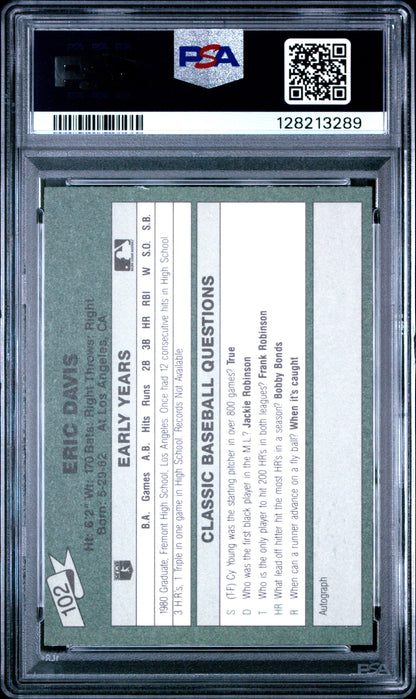 PSA
128213289
102
ERIC DAVIS
Ht: 6'2" Wt: 170 Bats: Right Throws: Right
Born: 5-29-62 At Los Angeles, CA
EARLY YEARS
B.A. Games A.B. Hits Runs 2B 3B HR RBI W S.O. S.B.
1980 Graduate, Fremont High School, Los Angeles. Once had 12 consecutive hits in High School
3 H.R's, 1 Triple in one game in High School. Records Not Available
CLASSIC BASEBALL QUESTIONS
S (TF) Cy Young was the starting pitcher in over 800 games? True
D Who was the first black player in the M.L.? Jackie Robinson
T Who is the only player to hit 200 HR's in both leagues? Frank Robinson
HR What lead off hitter hit the most HR's in a season? Bobby Bonds
R When can a runner advance on a fly ball? When it's caught
Autograph
PSA